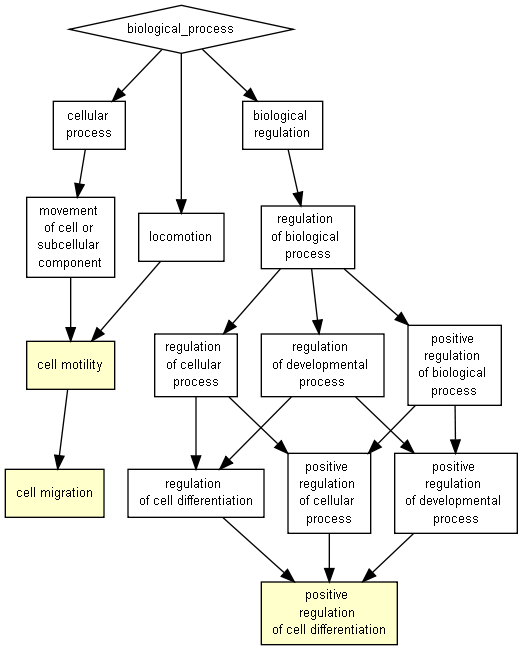 biological_process
cellular
process
biological
regulation
movement
of cell or
subcellular
component
locomotion
regulation
of biological
process
cell motility
regulation
of cellular
process
regulation
of developmental
process
positive
regulation
of biological
process
cell migration
regulation
of cell differentiation
positive
regulation
of cellular
process
positive
regulation
of developmental
process
positive
regulation
of cell differentiation